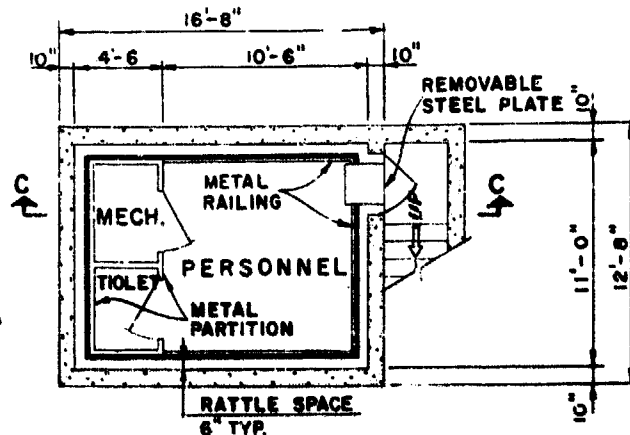 16'-8"
10" 4'-6 10'-6" 10"
REMOVABLE
STEEL PLATE
10"
METAL
RAILING
C
C
MECH.
UP
PERSONNEL
TIOLET
METAL
PARTITION
11'-0"
12'-8"
RATTLE SPACE
6" TYP.
10"